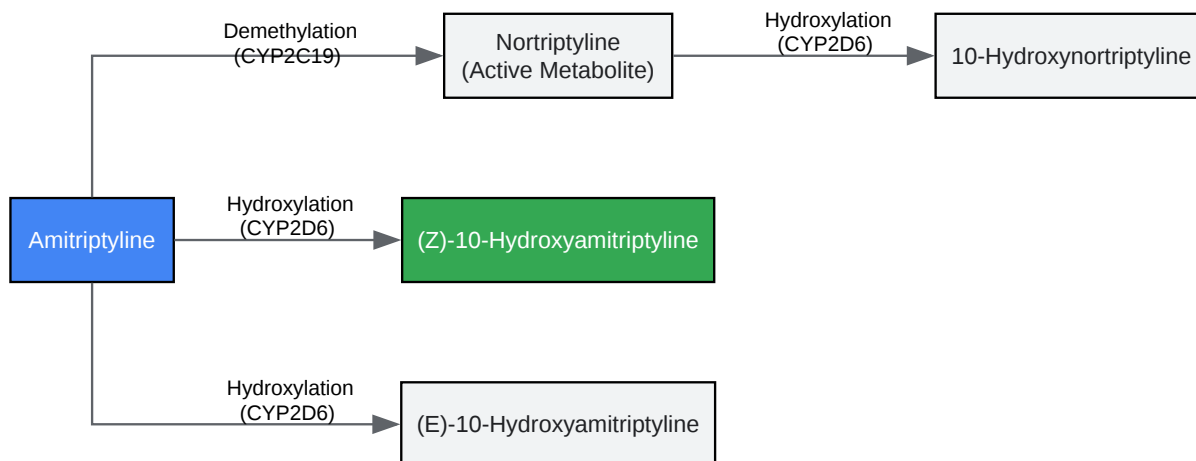 Demethylation
(CYP2C19)
Nortriptyline
(Active Metabolite)
Hydroxylation
(CYP2D6)
10-Hydroxynortriptyline
Amitriptyline
Hydroxylation
(CYP2D6)
(Z)-10-Hydroxyamitriptyline
Hydroxylation
(CYP2D6)
(E)-10-Hydroxyamitriptyline